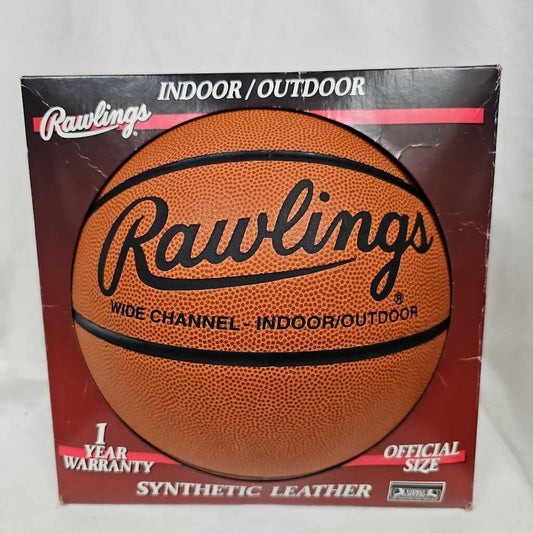 INDOOR/OUTDOOR
Rawlings
Rawlings
®
WIDE CHANNEL - INDOOR/OUTDOOR
1
YEAR
WARRANTY
OFFICIAL
SIZE
SYNTHETIC LEATHER